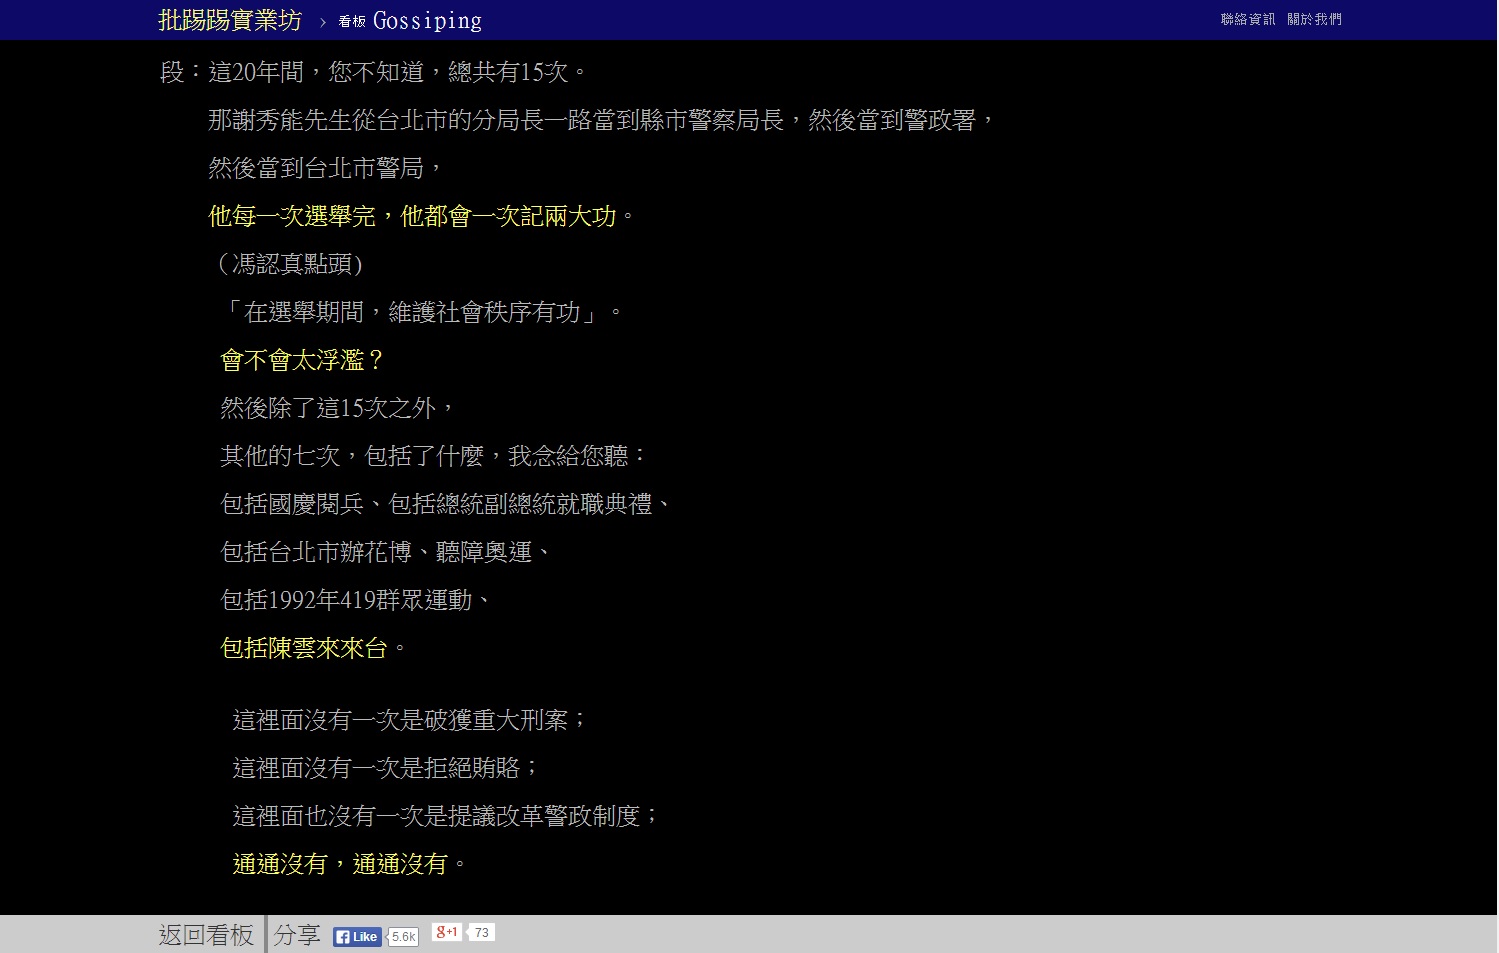 批踢踢實業坊 › 看板 Gossiping 聯絡資訊 關於我們
段：這20年間，您不知道，總共有15次。
那謝秀能先生從台北市的分局長一路當到縣市警察局長，然後當到警政署，
然後當到台北市警局，
他每一次選舉完，他都會一次記兩大功。
（馮認真點頭）
「在選舉期間，維護社會秩序有功」。
會不會太浮濫？
然後除了這15次之外，
其他的七次，包括了什麼，我念給您聽：
包括國慶閱兵、包括總統副總統就職典禮、
包括台北市辦花博、聽障奧運、
包括1992年419群眾運動、
包括陳雲來來台。
這裡面沒有一次是破獲重大刑案；
這裡面沒有一次是拒絕賄賂；
這裡面也沒有一次是提議改革警政制度；
通通沒有，通通沒有。
返回看板 分享 Like 5.6k g+1 73